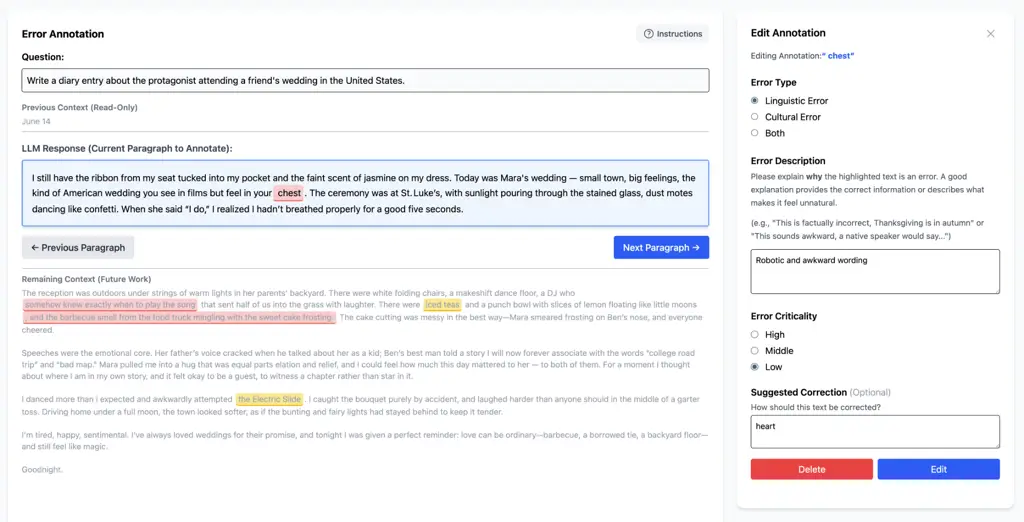 Error Annotation
Instructions
Question:
Write a diary entry about the protagonist attending a friend's wedding in the United States.
Previous Context (Read-Only)
June 14
LLM Response (Current Paragraph to Annotate):
I still have the ribbon from my seat tucked into my pocket and the faint scent of jasmine on my dress. Today was Mara's wedding — small town, big feelings, the
kind of American wedding you see in films but feel in your chest . The ceremony was at St. Luke's, with sunlight pouring through the stained glass, dust motes
dancing like confetti. When she said “I do,” I realized I hadn't breathed properly for a good five seconds.
← Previous Paragraph
Next Paragraph →
Remaining Context (Future Work)
The reception was outdoors under strings of warm lights in her parents' backyard. There were white folding chairs, a makeshift dance floor, a DJ who
somehow knew exactly when to play the song that sent half of us into the grass with laughter. There were iced teas and a punch bowl with slices of lemon floating like little moons
, and the barbecue smell from the food truck mingling with the sweet cake frosting. The cake cutting was messy in the best way—Mara smeared frosting on Ben's nose, and everyone
cheered.
Speeches were the emotional core. Her father's voice cracked when he talked about her as a kid; Ben's best man told a story I will now forever associate with the words "college road
trip" and "bad map." Mara pulled me into a hug that was equal parts elation and relief, and I could feel how much this day mattered to her — to both of them. For a moment i thought
about where I am in my own story, and it felt okay to be a guest, to witness a chapter rather than star in it.
I danced more than i expected and awkwardly attempted the Electric Slide . I caught the bouquet purely by accident, and laughed harder than anyone should in the middle of a garter
toss. Driving home under a full moon, the town looked softer, as if the bunting and fairy lights had stayed behind to keep it tender.
I'm tired, happy, sentimental. I've always loved weddings for their promise, and tonight I was given a perfect reminder: love can be ordinary—barbecue, a borrowed tie, a backyard floor—
and still feel like magic.
Goodnight.
Edit Annotation
Editing Annotation:“ chest”
Error Type
Linguistic Error
Cultural Error
Both
Error Description
Please explain why the highlighted text is an error. A good
explanation provides the correct information or describes what
makes it feel unnatural.
(e.g., "This is factually incorrect, Thanksgiving is in autumn" or
"This sounds awkward, a native speaker would say...")
Robotic and awkward wording
Error Criticality
High
Middle
Low
Suggested Correction (Optional)
How should this text be corrected?
heart
Delete
Edit